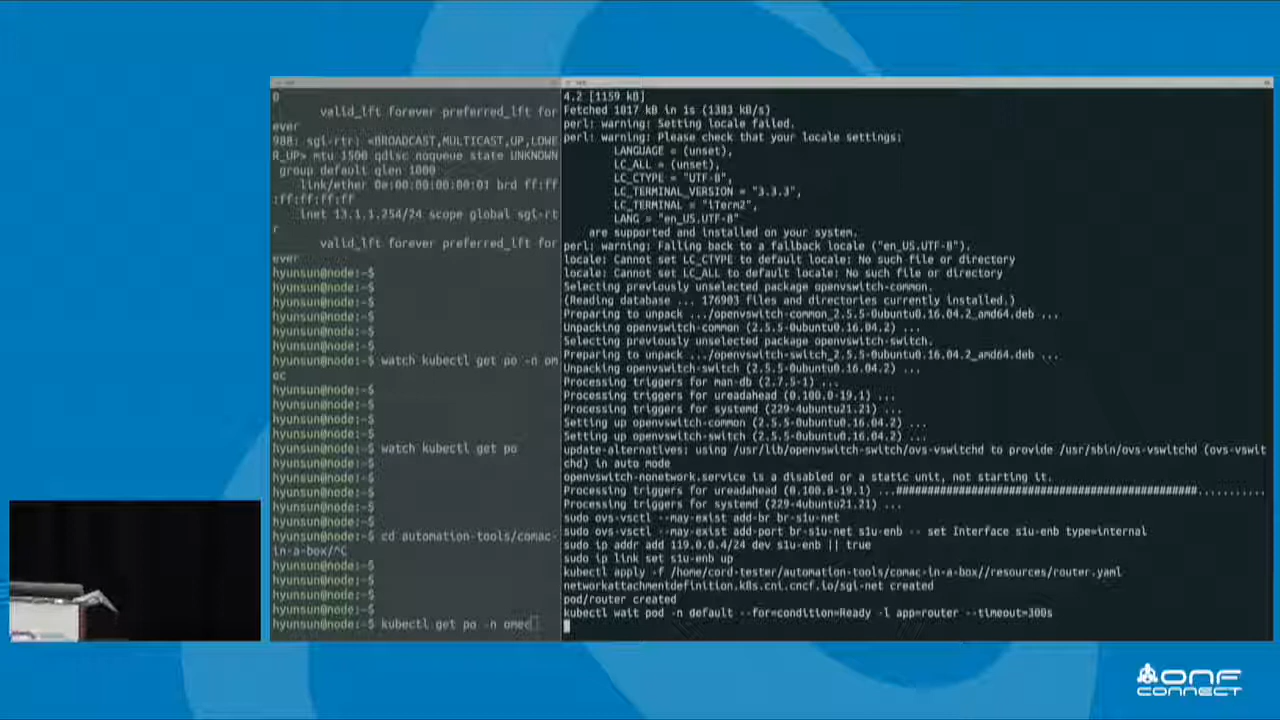 0
valid_lft forever preferred_lft for
ever
988: sgi-rtr: <BROADCAST,MULTICAST,UP,LOWE
R_UP> mtu 1500 qdisc noqueue state UNKNOWN
group default qlen 1000
link/ether 0e:00:00:00:00:01 brd ff:ff
:ff:ff:ff:ff
inet 13.1.1.254/24 scope global sgi-rt
r
valid_lft forever preferred_lft for
ever
hyunsun@node:~$
hyunsun@node:~$
hyunsun@node:~$
hyunsun@node:~$
hyunsun@node:~$
hyunsun@node:~$
hyunsun@node:~$ watch kubectl get po -n om
ec
hyunsun@node:~$
hyunsun@node:~$
hyunsun@node:~$
hyunsun@node:~$
hyunsun@node:~$ watch kubectl get po
hyunsun@node:~$
hyunsun@node:~$
hyunsun@node:~$
hyunsun@node:~$
hyunsun@node:~$
hyunsun@node:~$ cd automation-tools/comac-
in-a-box/^C
hyunsun@node:~$
hyunsun@node:~$
hyunsun@node:~$
hyunsun@node:~$
hyunsun@node:~$ kubectl get po -n omec
4.2 [1159 kB]
Fetched 1817 kB in 1s (1383 kB/s)
perl: warning: Setting locale failed.
perl: warning: Please check that your locale settings:
LANGUAGE = (unset),
LC_ALL = (unset),
LC_CTYPE = "UTF-8",
LC_TERMINAL_VERSION = "3.3.3",
LC_TERMINAL = "iTerm2",
LANG = "en_US.UTF-8"
are supported and installed on your system.
perl: warning: Falling back to a fallback locale ("en_US.UTF-8").
locale: Cannot set LC_CTYPE to default locale: No such file or directory
locale: Cannot set LC_ALL to default locale: No such file or directory
Selecting previously unselected package openvswitch-common.
(Reading database ... 176903 files and directories currently installed.)
Preparing to unpack .../openvswitch-common_2.5.5-0ubuntu0.16.04.2_amd64.deb ...
Unpacking openvswitch-common (2.5.5-0ubuntu0.16.04.2) ...
Selecting previously unselected package openvswitch-switch.
Preparing to unpack .../openvswitch-switch_2.5.5-0ubuntu0.16.04.2_amd64.deb ...
Unpacking openvswitch-switch (2.5.5-0ubuntu0.16.04.2) ...
Processing triggers for man-db (2.7.5-1) ...
Processing triggers for ureadahead (0.100.0-19.1) ...
Processing triggers for systemd (229-4ubuntu21.21) ...
Setting up openvswitch-common (2.5.5-0ubuntu0.16.04.2) ...
Setting up openvswitch-switch (2.5.5-0ubuntu0.16.04.2) ...
update-alternatives: using /usr/lib/openvswitch-switch/ovs-vswitchd to provide /usr/sbin/ovs-vswitchd (ovs-vswit
chd) in auto mode
openvswitch-nonetwork.service is a disabled or a static unit, not starting it.
Processing triggers for ureadahead (0.100.0-19.1) ...############################################..........
Processing triggers for systemd (229-4ubuntu21.21) ...
sudo ovs-vsctl --may-exist add-br br-s1u-net
sudo ovs-vsctl --may-exist add-port br-s1u-net s1u-enb -- set Interface s1u-enb type=internal
sudo ip addr add 119.0.0.4/24 dev s1u-enb || true
sudo ip link set s1u-enb up
kubectl apply -f /home/cord-tester/automation-tools/comac-in-a-box//resources/router.yaml
networkattachmentdefinition.k8s.cni.cncf.io/sgi-net created
pod/router created
kubectl wait pod -n default --for=condition=Ready -l app=router --timeout=300s
ONF
CONNECT